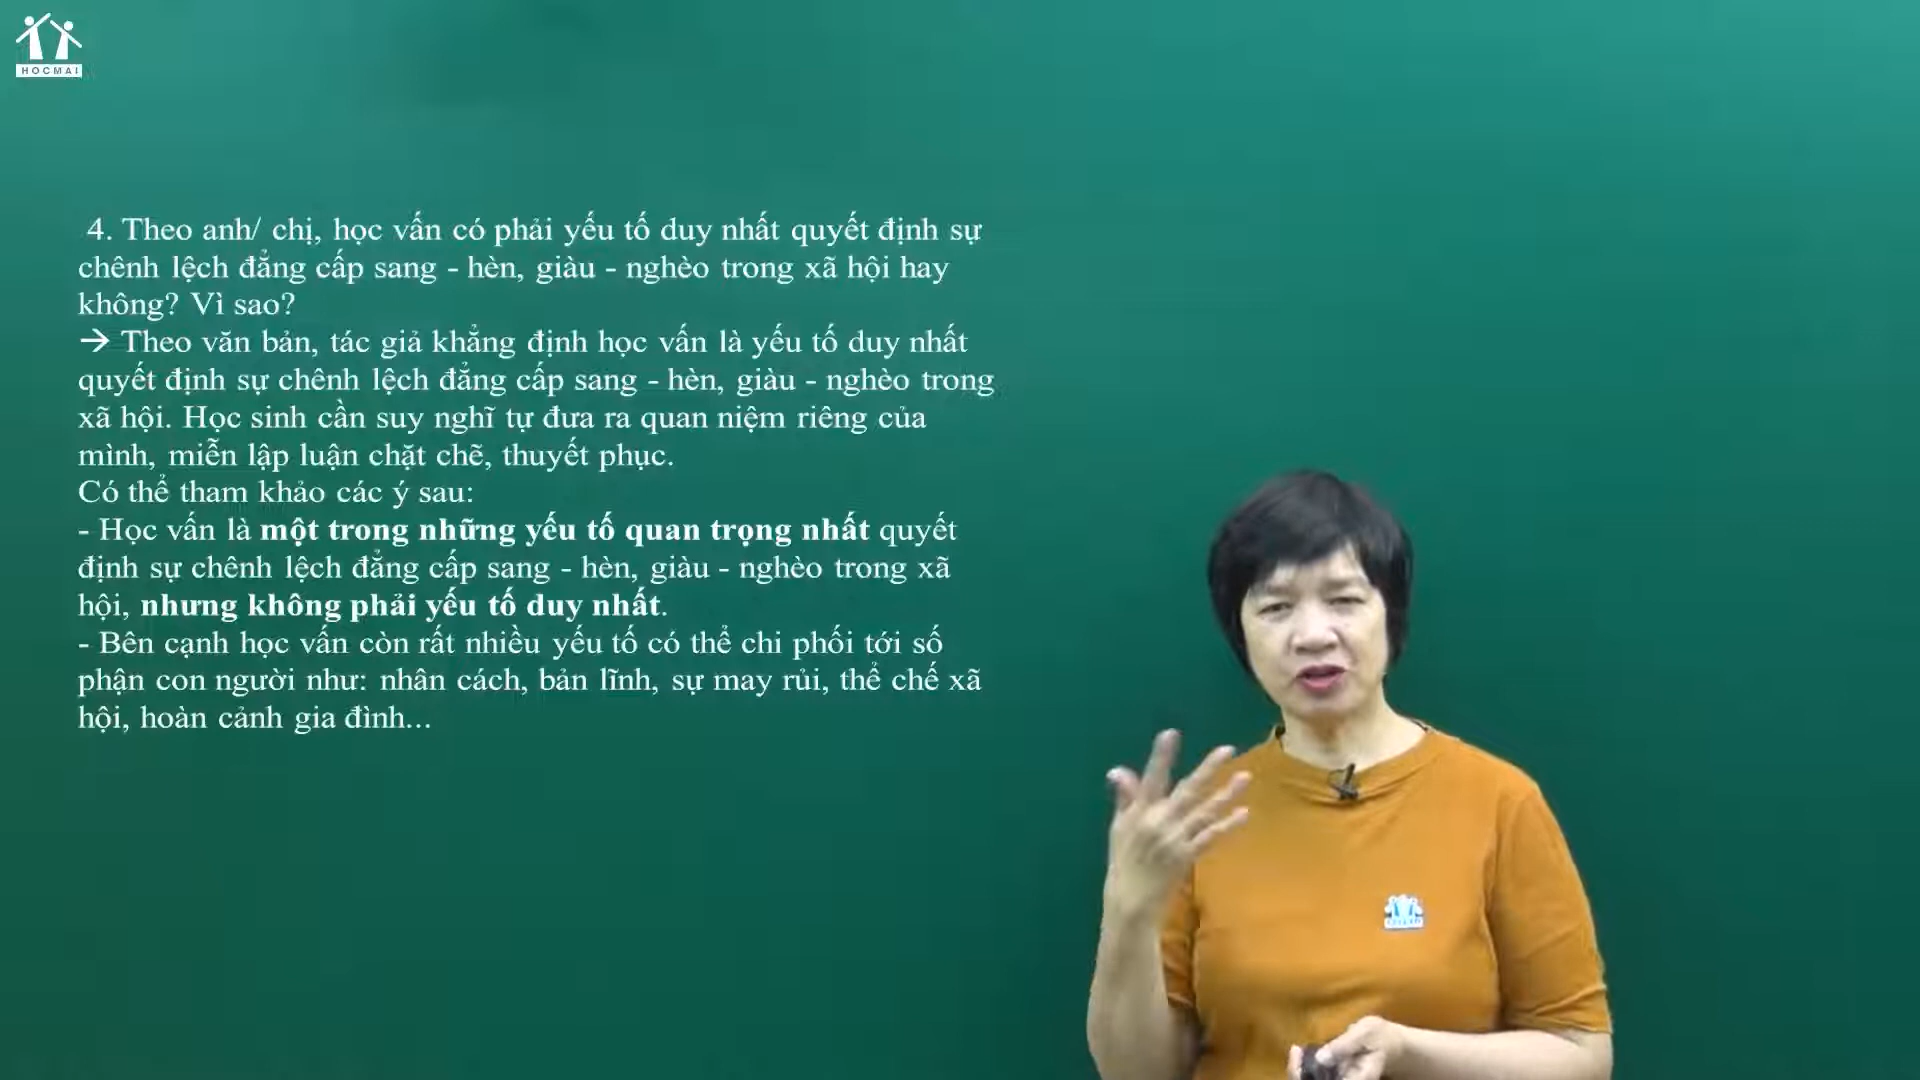 HOCMAI
4. Theo anh/ chị, học vấn có phải yếu tố duy nhất quyết định sự
chênh lệch đẳng cấp sang - hèn, giàu - nghèo trong xã hội hay
không? Vì sao?
→ Theo văn bản, tác giả khẳng định học vấn là yếu tố duy nhất
quyết định sự chênh lệch đẳng cấp sang - hèn, giàu - nghèo trong
xã hội. Học sinh cần suy nghĩ tự đưa ra quan niệm riêng của
mình, miễn lập luận chặt chẽ, thuyết phục.
Có thể tham khảo các ý sau:
- Học vấn là một trong những yếu tố quan trọng nhất quyết
định sự chênh lệch đẳng cấp sang - hèn, giàu - nghèo trong xã
hội, nhưng không phải yếu tố duy nhất.
- Bên cạnh học vấn còn rất nhiều yếu tố có thể chi phối tới số
phận con người như: nhân cách, bản lĩnh, sự may rủi, thể chế xã
hội, hoàn cảnh gia đình...